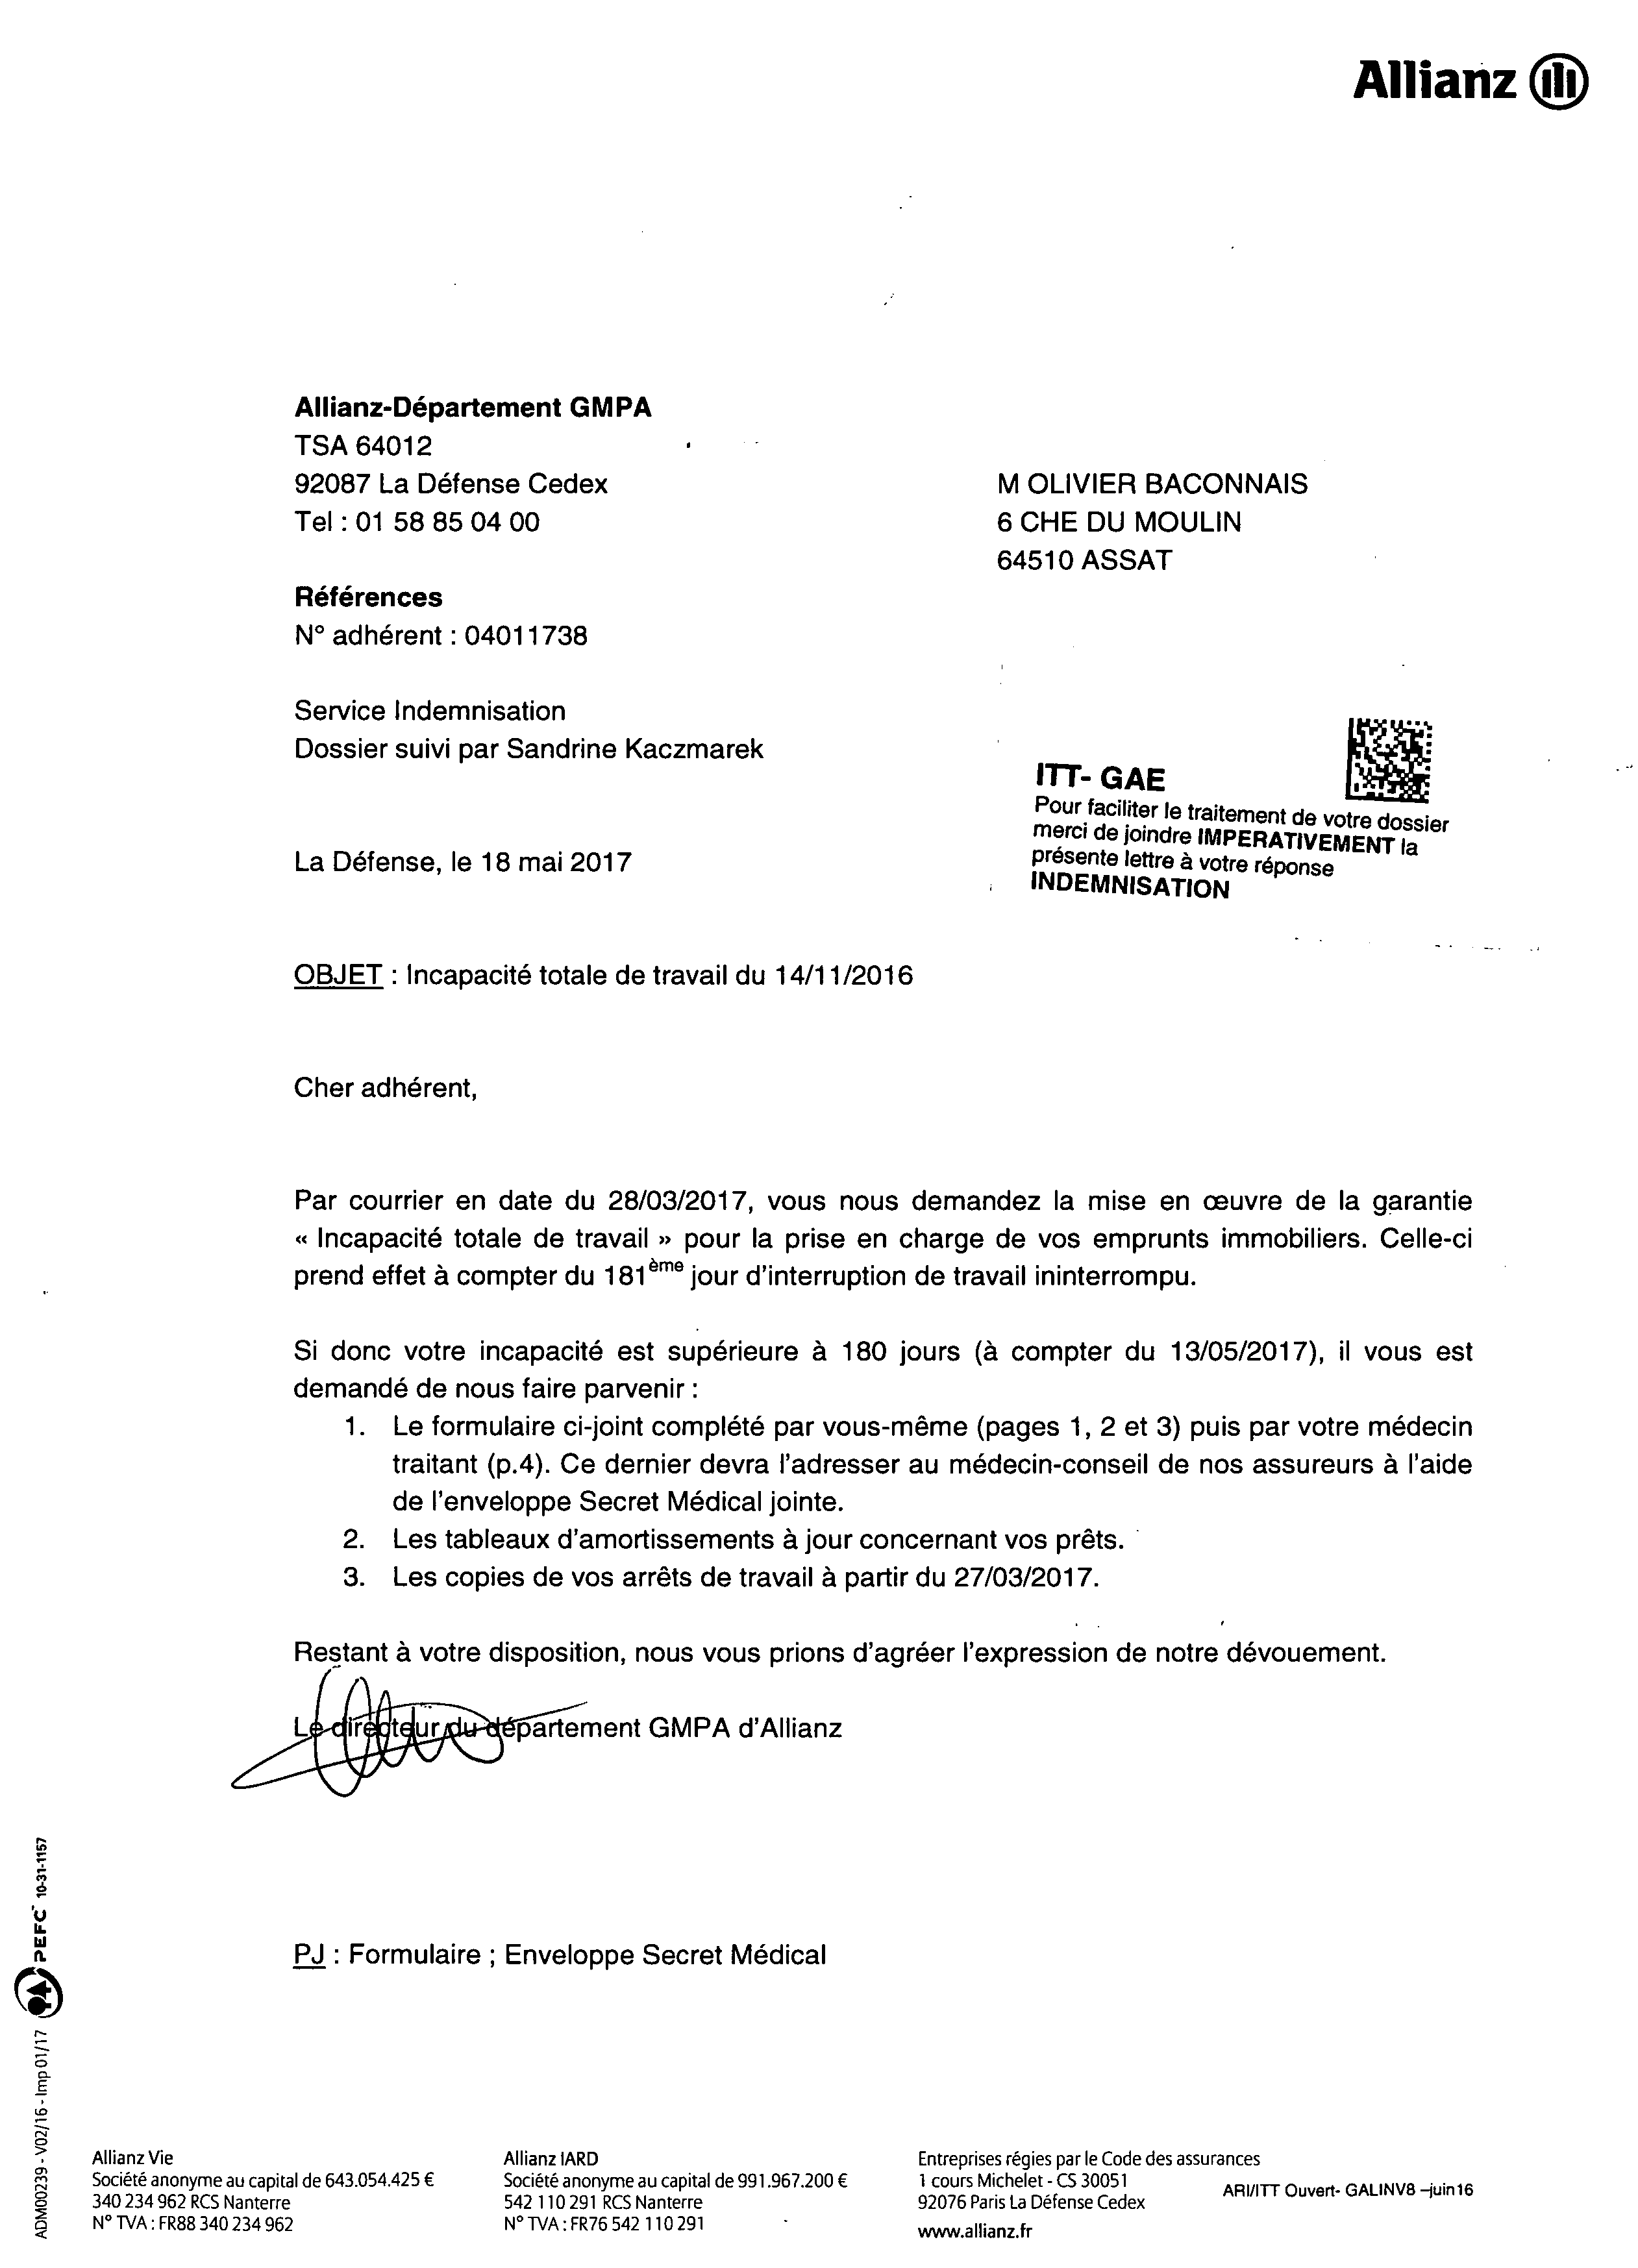 Allianz
Allianz-Département GMPA
TSA 64012
92087 La Défense Cedex
Tel : 01 58 85 04 00
M OLIVIER BACONNAIS
6 CHE DU MOULIN
64510 ASSAT
Références
N° adhérent : 04011738
Service Indemnisation
Dossier suivi par Sandrine Kaczmarek
ITT- GAE
Pour faciliter le traitement de votre dossier
merci de joindre IMPERATIVEMENT la
présente lettre à votre réponse
INDEMNISATION
La Défense, le 18 mai 2017
OBJET : Incapacité totale de travail du 14/11/2016
Cher adhérent,
Par courrier en date du 28/03/2017, vous nous demandez la mise en œuvre de la garantie
« Incapacité totale de travail » pour la prise en charge de vos emprunts immobiliers. Celle-ci
prend effet à compter du 181ème jour d'interruption de travail ininterrompu.
Si donc votre incapacité est supérieure à 180 jours (à compter du 13/05/2017), il vous est
demandé de nous faire parvenir :
1. Le formulaire ci-joint complété par vous-même (pages 1, 2 et 3) puis par votre médecin
traitant (p.4). Ce dernier devra l'adresser au médecin-conseil de nos assureurs à l'aide
de l'enveloppe Secret Médical jointe.
2. Les tableaux d'amortissements à jour concernant vos prêts.
3. Les copies de vos arrêts de travail à partir du 27/03/2017.
Restant à votre disposition, nous vous prions d'agréer l'expression de notre dévouement.
Le directeur du département GMPA d'Allianz
PJ : Formulaire ; Enveloppe Secret Médical
ADM00239 - V02/16 - Imp 01/17 PEFC 10-31-1157
Allianz Vie
Société anonyme au capital de 643.054.425 €
340 234 962 RCS Nanterre
N° TVA : FR88 340 234 962
Allianz IARD
Société anonyme au capital de 991.967.200 €
542 110 291 RCS Nanterre
N° TVA : FR76 542 110 291
Entreprises régies par le Code des assurances
1 cours Michelet - CS 30051
92076 Paris La Défense Cedex
www.allianz.fr
ARI/ITT Ouvert- GALINV8 –juin16